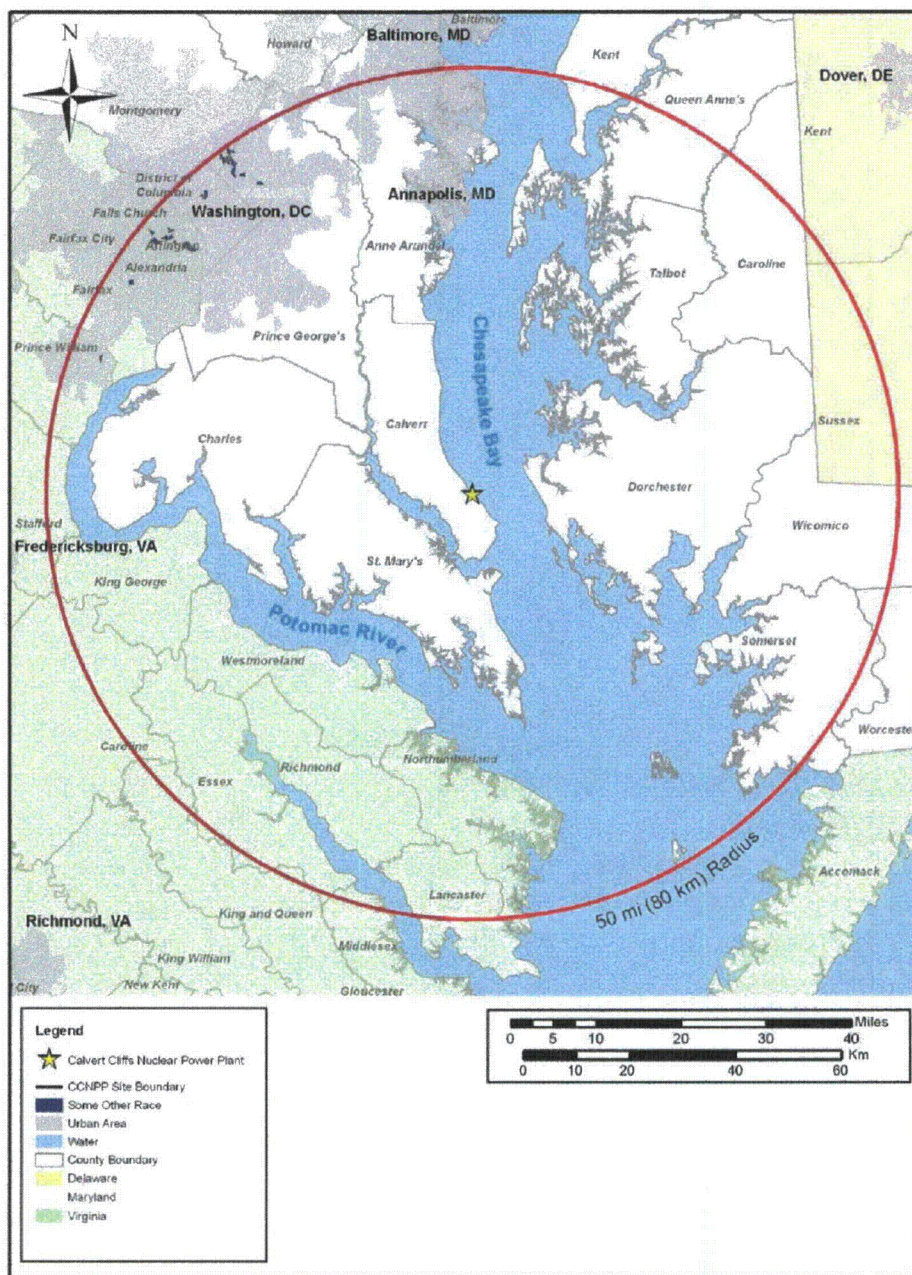 N
Baltimore
Howard
Baltimore, MD
Kent
Dover, DE
Queen Anne's
Montgomery
Kent
District of
Columbia
Annapolis, MD
Falls Church
Washington, DC
Fairfax City
Arlington
Anne Arundel
Talbot
Caroline
Alexandria
Fairfax
Prince George's
Prince William
Chesapeake Bay
Calvert
Sussex
Charles
Dorchester
Stafford
Wicomico
Fredericksburg, VA
St. Mary's
King George
Potomac River
Somerset
Westmoreland
Worcester
Caroline
Northumberland
Richmond
Essex
50 mi (80 km) Radius
Accomack
Lancaster
Richmond, VA
King and Queen
Middlesex
King William
New Kent
City
Gloucester
Legend
Calvert Cliffs Nuclear Power Plant
CCNPP Site Boundary
Some Other Race
Urban Area
Water
County Boundary
Delaware
Maryland
Virginia
Miles
0 5 10 20 30 40
Km
0 10 20 40 60